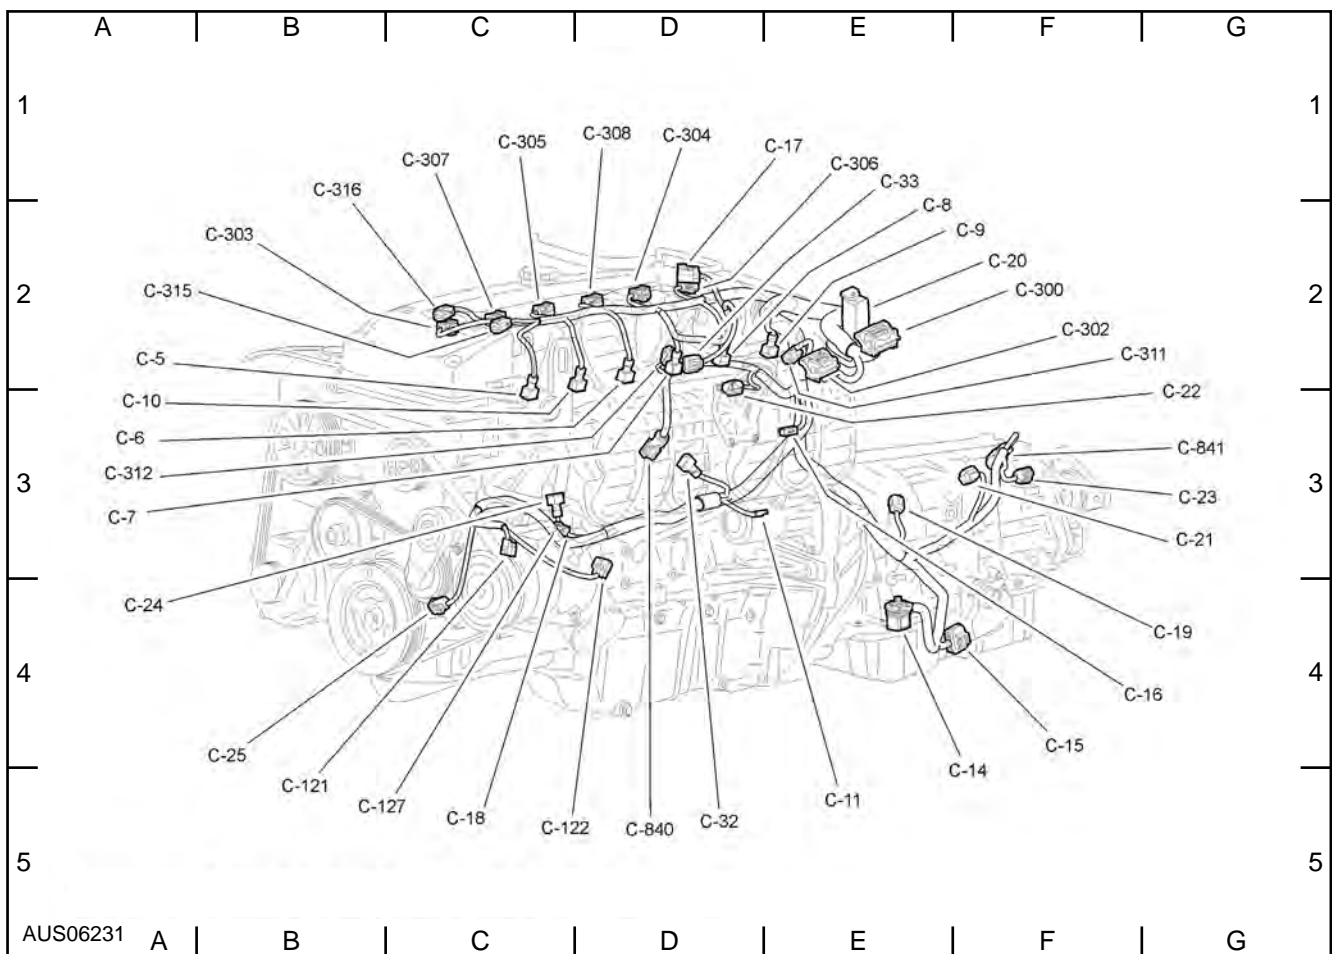 A B C D E F G
1 1
C-308 C-304
C-305 C-17
C-307 C-306
C-33
C-316
C-8
C-303 C-9
C-20
C-315 2 2 C-300
C-302
C-5 C-311
C-10 C-22
C-6
C-841
C-312
3 3
C-23
C-7
C-21
C-24
C-19
4 4
C-16
C-25 C-15
C-14
C-121
C-127 C-11
C-18 C-122 C-840 C-32
5 5
AUS06231 A B C D E F G